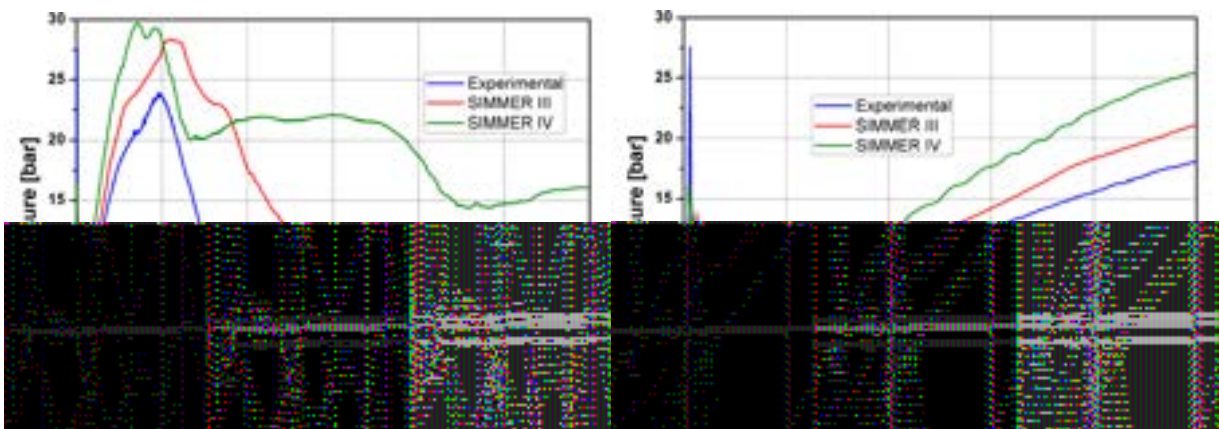 30
25
20
15
ure [bar]
Experimental
SIMMER III
SIMMER IV
30
25
20
15
ure [bar]
Experimental
SIMMER III
SIMMER IV